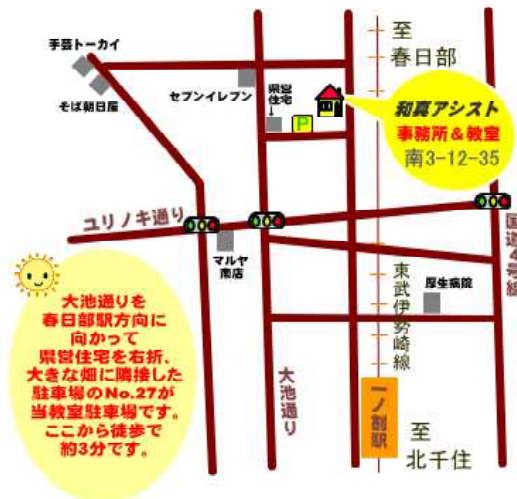 至
春日部
手芸トーカイ
そば朝日屋
セブンイレブン
県営
住宅
P
和真アシスト
事務所&教室
南3-12-35
ユリノキ通り
マルヤ
南店
国道4号線
厚生病院
東武伊勢崎線
大池通り
一ノ割駅
至
北千住
大池通りを
春日部駅方向に
向かって
県営住宅を右折、
大きな畑に隣接した
駐車場のNo.27が
当教室駐車場です。
ここから徒歩で
約3分です。